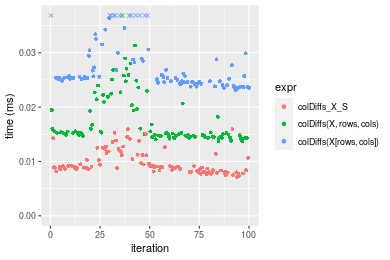 0.03
0.02
0.01
0.00
time (ms)
0
25
50
75
100
iteration
expr
colDiffs_X_S
colDiffs(X, rows, cols)
colDiffs(X[rows, cols])